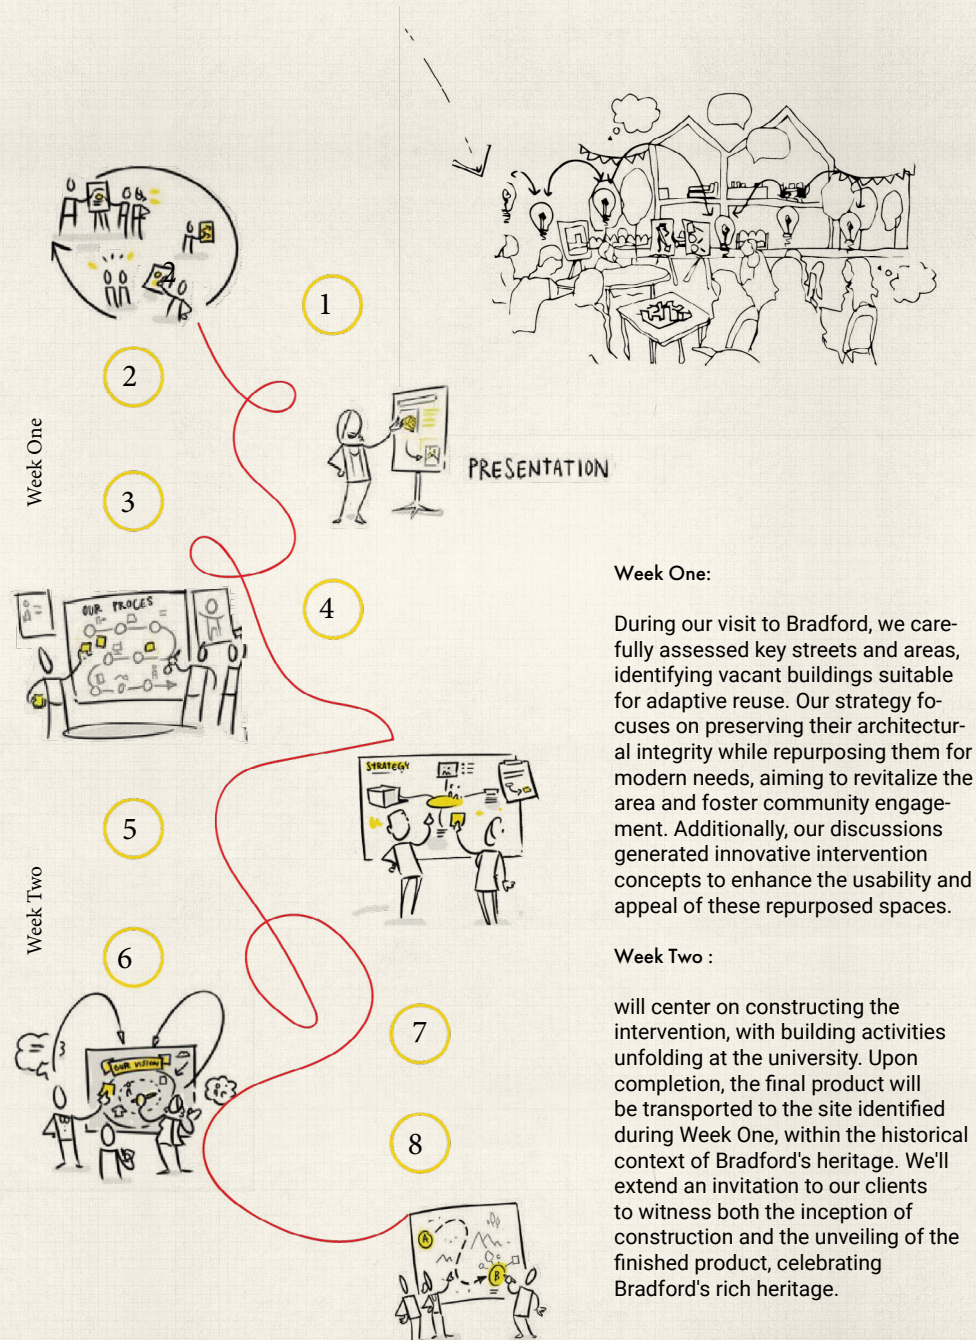 1
2
Week One
PRESENTATION
3
4
OUR PROCES
STRATEGY
5
Week Two
6
7
OUR VISION
8
A
B
Week One:
During our visit to Bradford, we care-
fully assessed key streets and areas,
identifying vacant buildings suitable
for adaptive reuse. Our strategy fo-
cuses on preserving their architectur-
al integrity while repurposing them for
modern needs, aiming to revitalize the
area and foster community engage-
ment. Additionally, our discussions
generated innovative intervention
concepts to enhance the usability and
appeal of these repurposed spaces.
Week Two :
will center on constructing the
intervention, with building activities
unfolding at the university. Upon
completion, the final product will
be transported to the site identified
during Week One, within the historical
context of Bradford's heritage. We'll
extend an invitation to our clients
to witness both the inception of
construction and the unveiling of the
finished product, celebrating
Bradford's rich heritage.